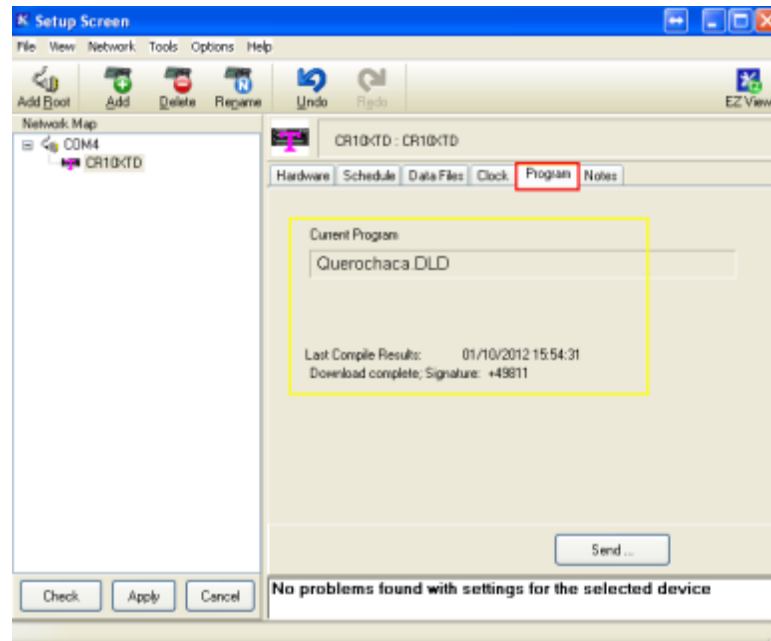 Setup Screen
File View Network Tools Options Help
Add Root Add Delete Rename Undo Redo EZ View
Network Map
COM4
CR10XTD
CR10XTD : CR10XTD
Hardware Schedule Data Files Clock Program Notes
Current Program
Querochaca.DLD
Last Compile Results: 01/10/2012 15:54:31
Download complete; Signature: +49811
Send ...
Check Apply Cancel
No problems found with settings for the selected device